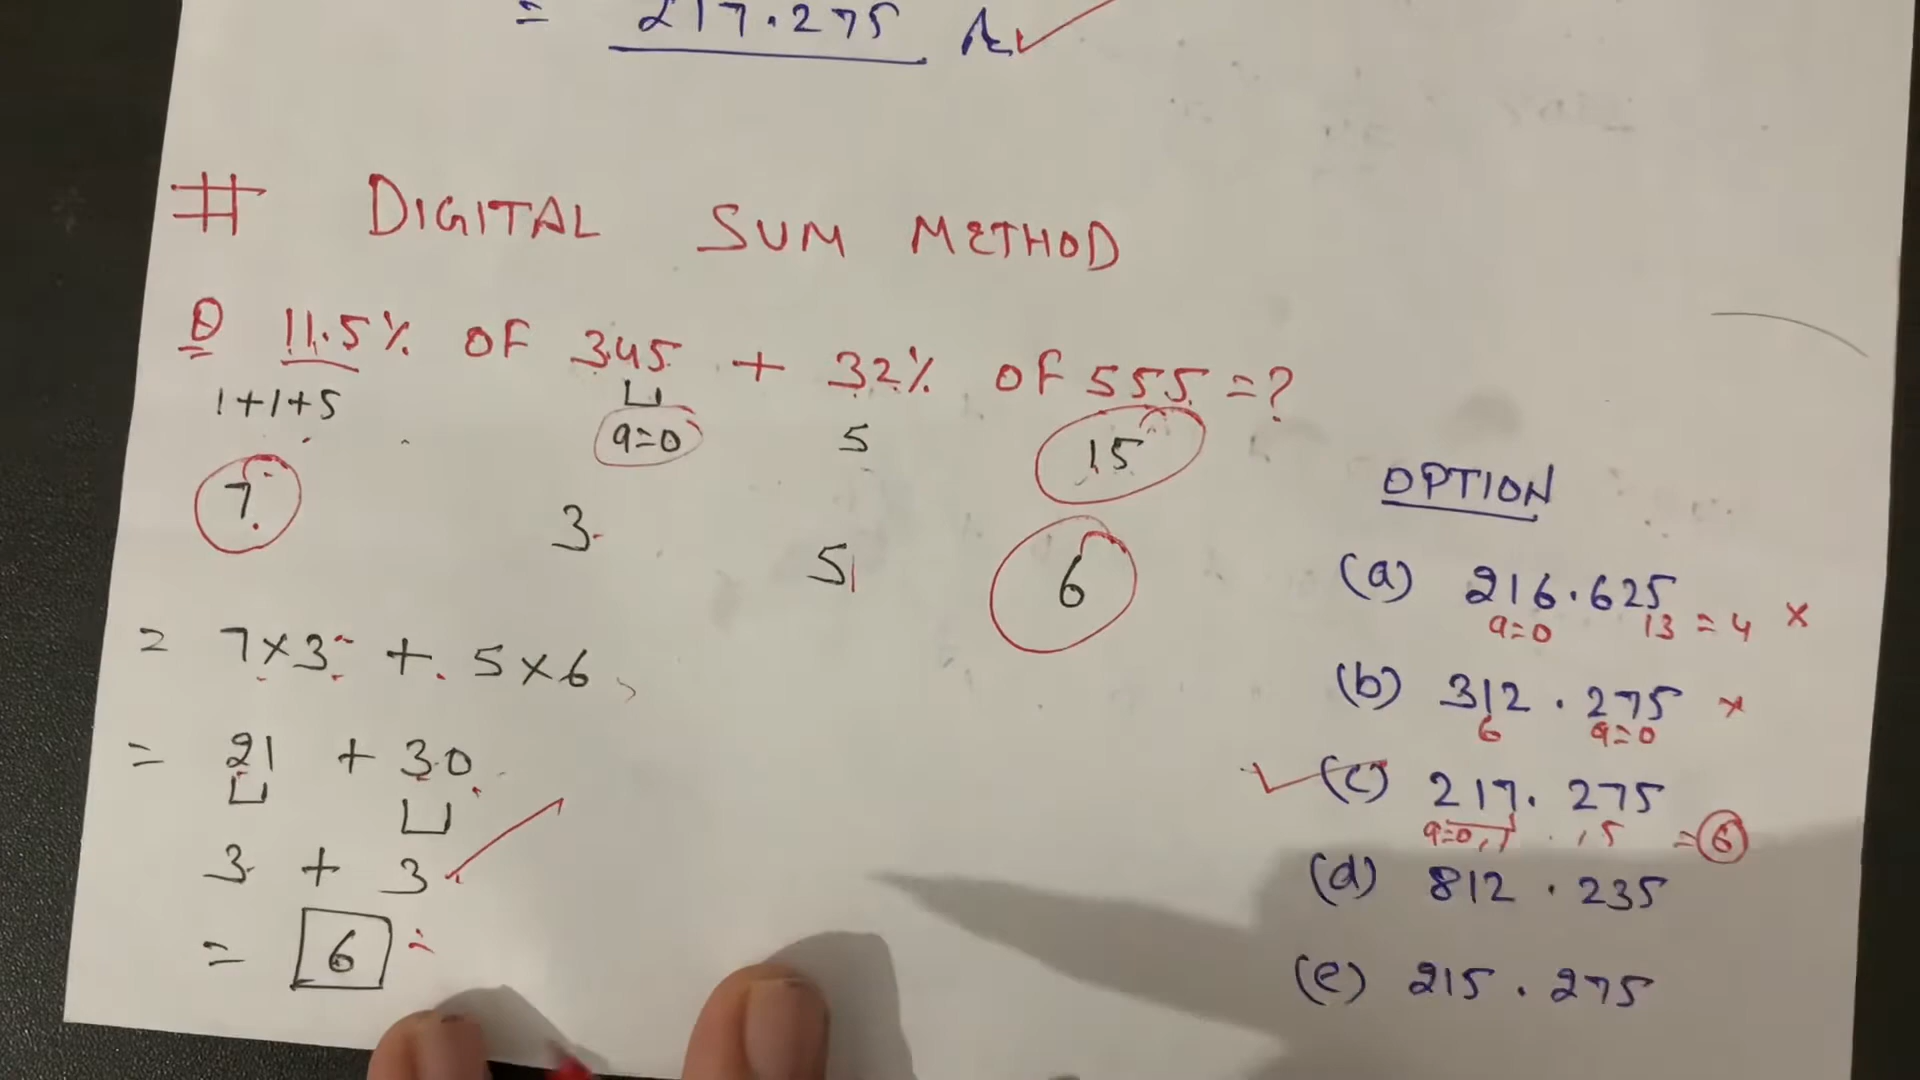 = 217.275 A
# DIGITAL SUM METHOD
Q 11.5% OF 345 + 32% OF 555 = ?
1+1+5 9=0 5 15
7 3 5 6
= 7×3 + 5×6
= 21 + 30
3 + 3
= 6
OPTION
(a) 216.625 ×
9=0 13 = 4
(b) 312.275 ×
6 9=0
(c) 217.275
9=0,1 15 = 6
(d) 812.235
(e) 215.275